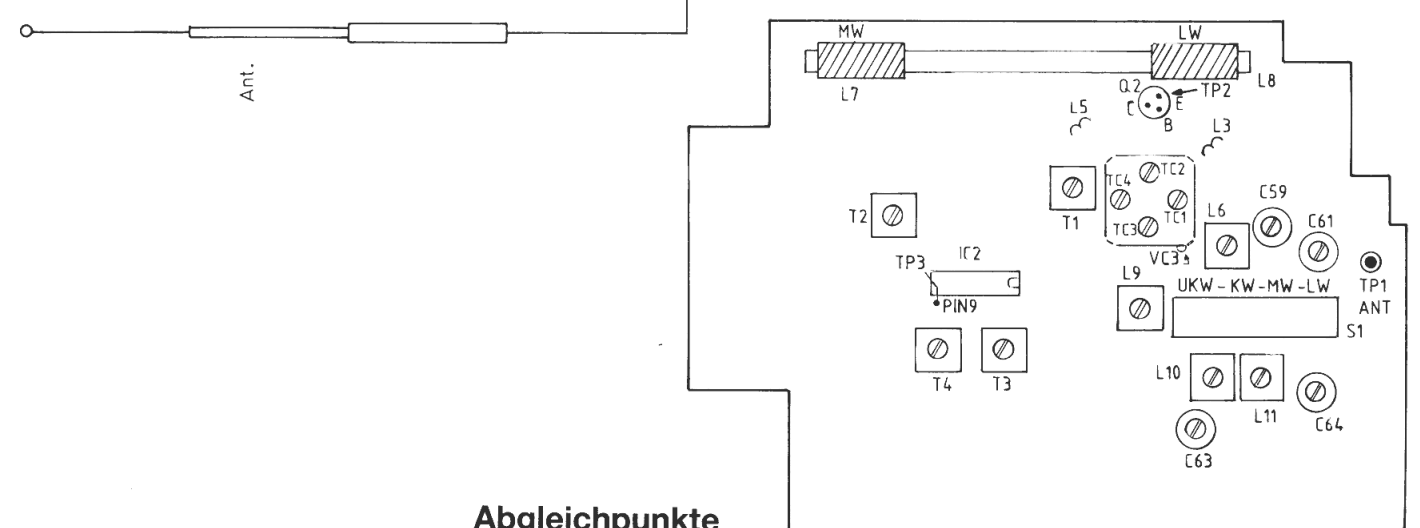 Ant.
MW
LW
L7
L8
Q2
TP2
C
E
B
L5
L3
TC2
TC4
TC1
TC3
T1
T2
L6
C59
C61
VC3
IC2
TP3
PIN9
L9
UKW-KW-MW-LW
TP1
ANT
S1
T4
T3
L10
L11
C64
C63
Abgleichpunkte